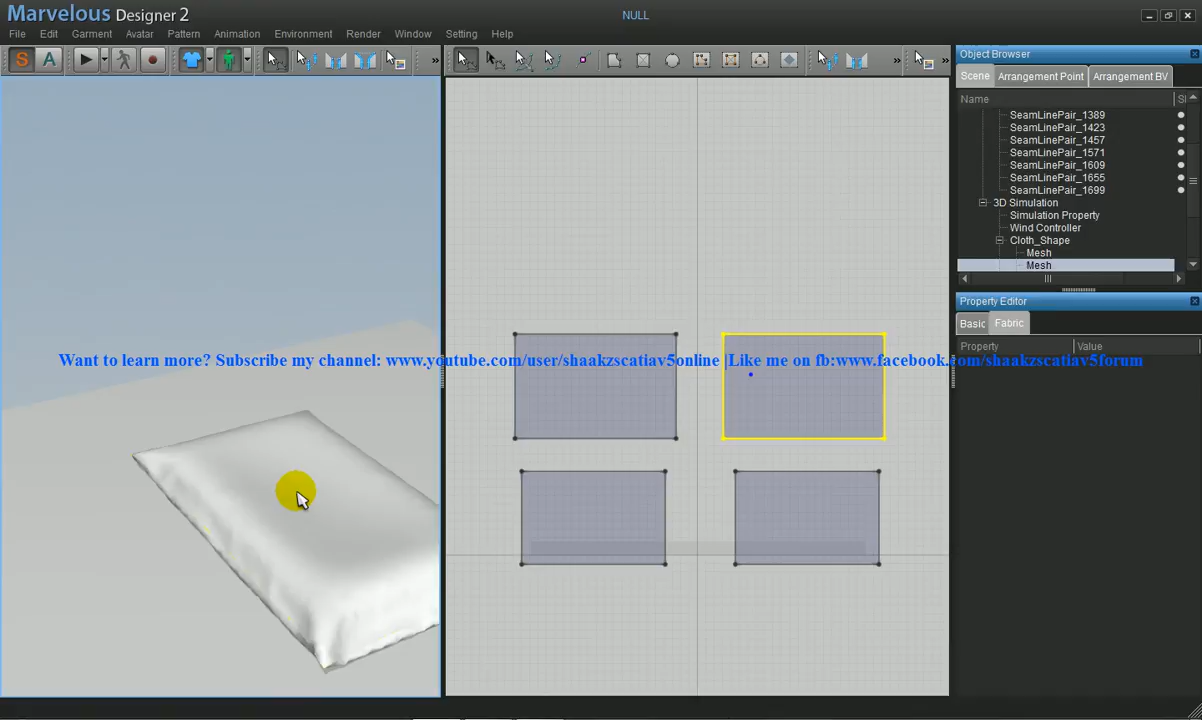 Marvelous Designer 2
NULL
File Edit Garment Avatar Pattern Animation Environment Render Window Setting Help
S A » » »
Object Browser
Scene Arrangement Point Arrangement BV
Name
SeamLinePair_1389
SeamLinePair_1423
SeamLinePair_1457
SeamLinePair_1571
SeamLinePair_1609
SeamLinePair_1655
SeamLinePair_1699
3D Simulation
Simulation Property
Wind Controller
Cloth_Shape
Mesh
Mesh
Property Editor
Basic Fabric
Property Value
Want to learn more? Subscribe my channel: www.youtube.com/user/shaakzscatiav5online |Like me on fb:www.facebook.com/shaakzscatiav5forum